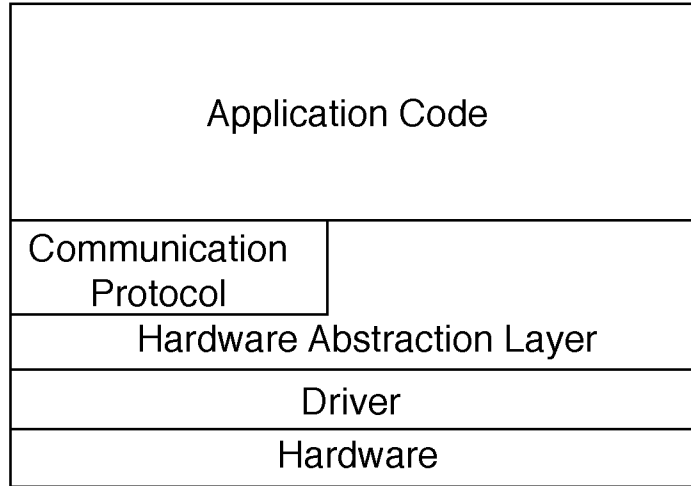 Application Code
Communication
Protocol
Hardware Abstraction Layer
Driver
Hardware